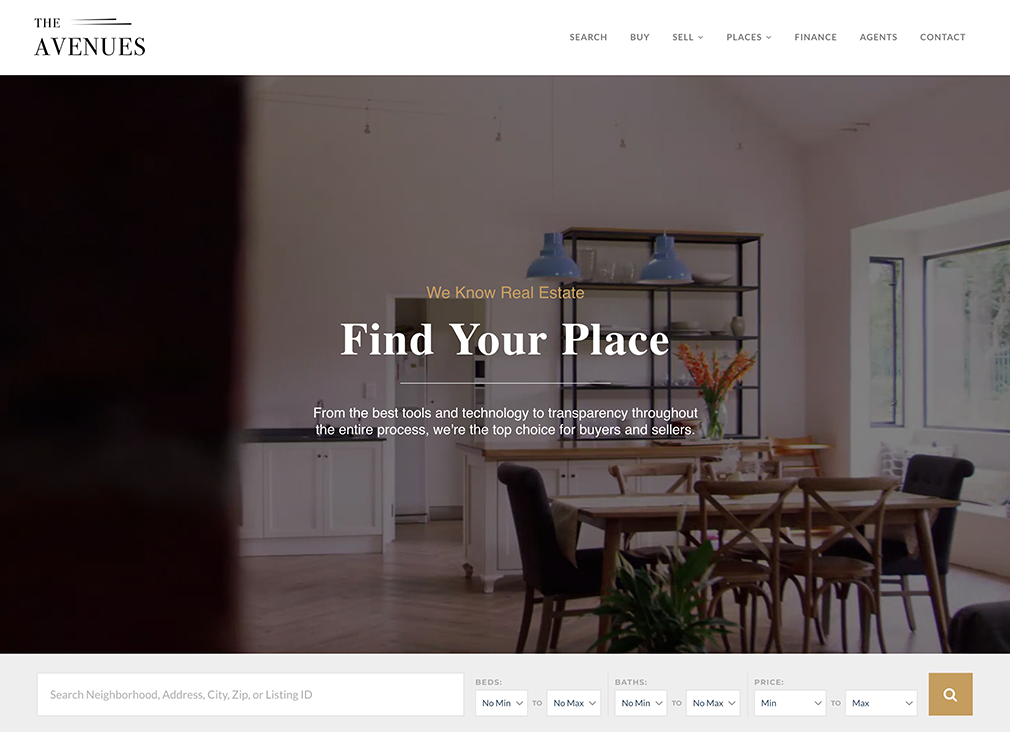 THE
AVENUES
SEARCH BUY SELL PLACES FINANCE AGENTS CONTACT
We Know Real Estate
Find Your Place
From the best tools and technology to transparency throughout
the entire process, we're the top choice for buyers and sellers.
BEDS: BATHS: PRICE:
Search Neighborhood, Address, City, Zip, or Listing ID No Min TO No Max No Min TO No Max Min TO Max